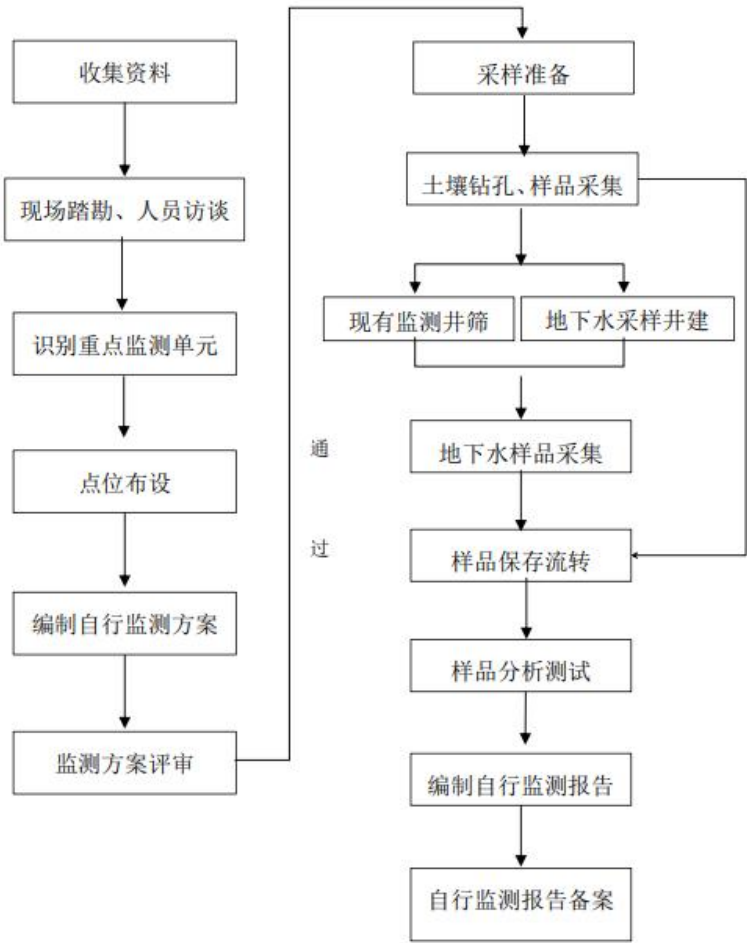 收集资料
现场踏勘、人员访谈
识别重点监测单元
点位布设
编制自行监测方案
监测方案评审
通
过
采样准备
土壤钻孔、样品采集
现有监测井筛
地下水采样井建
地下水样品采集
样品保存流转
样品分析测试
编制自行监测报告
自行监测报告备案